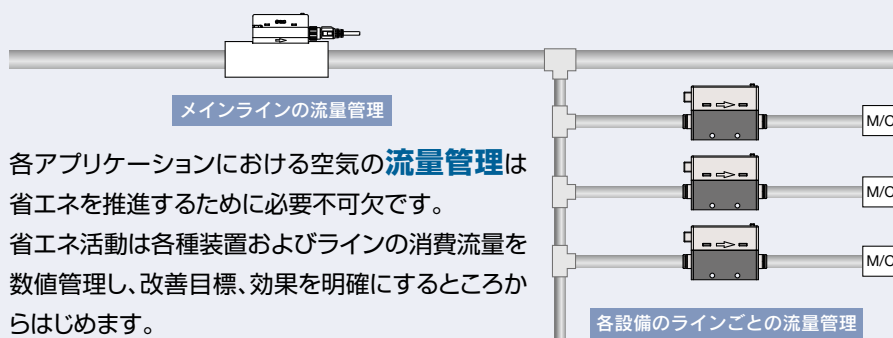 メインラインの流量管理
各アプリケーションにおける空気の流量管理は
省エネを推進するために必要不可欠です。
省エネ活動は各種装置およびラインの消費流量を
数値管理し、改善目標、効果を明確にするところか
らはじめます。
M/C
M/C
M/C
各設備のラインごとの流量管理